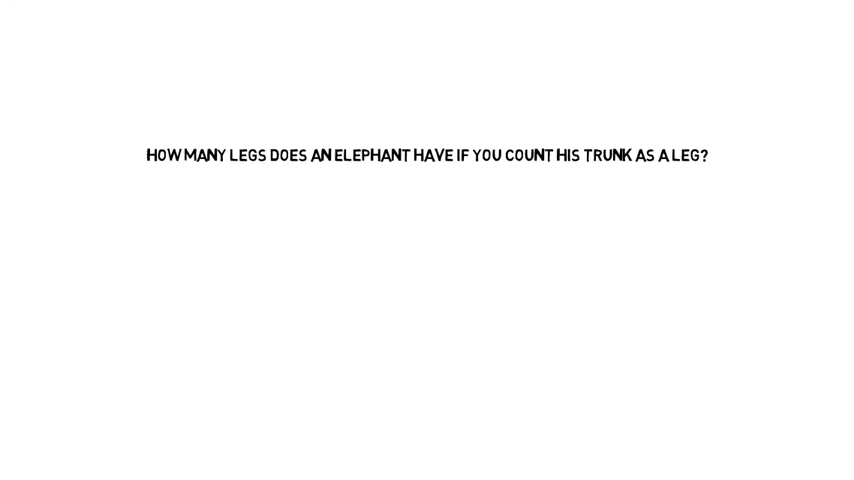 HOW MANY LEGS DOES AN ELEPHANT HAVE IF YOU COUNT HIS TRUNK AS A LEG?